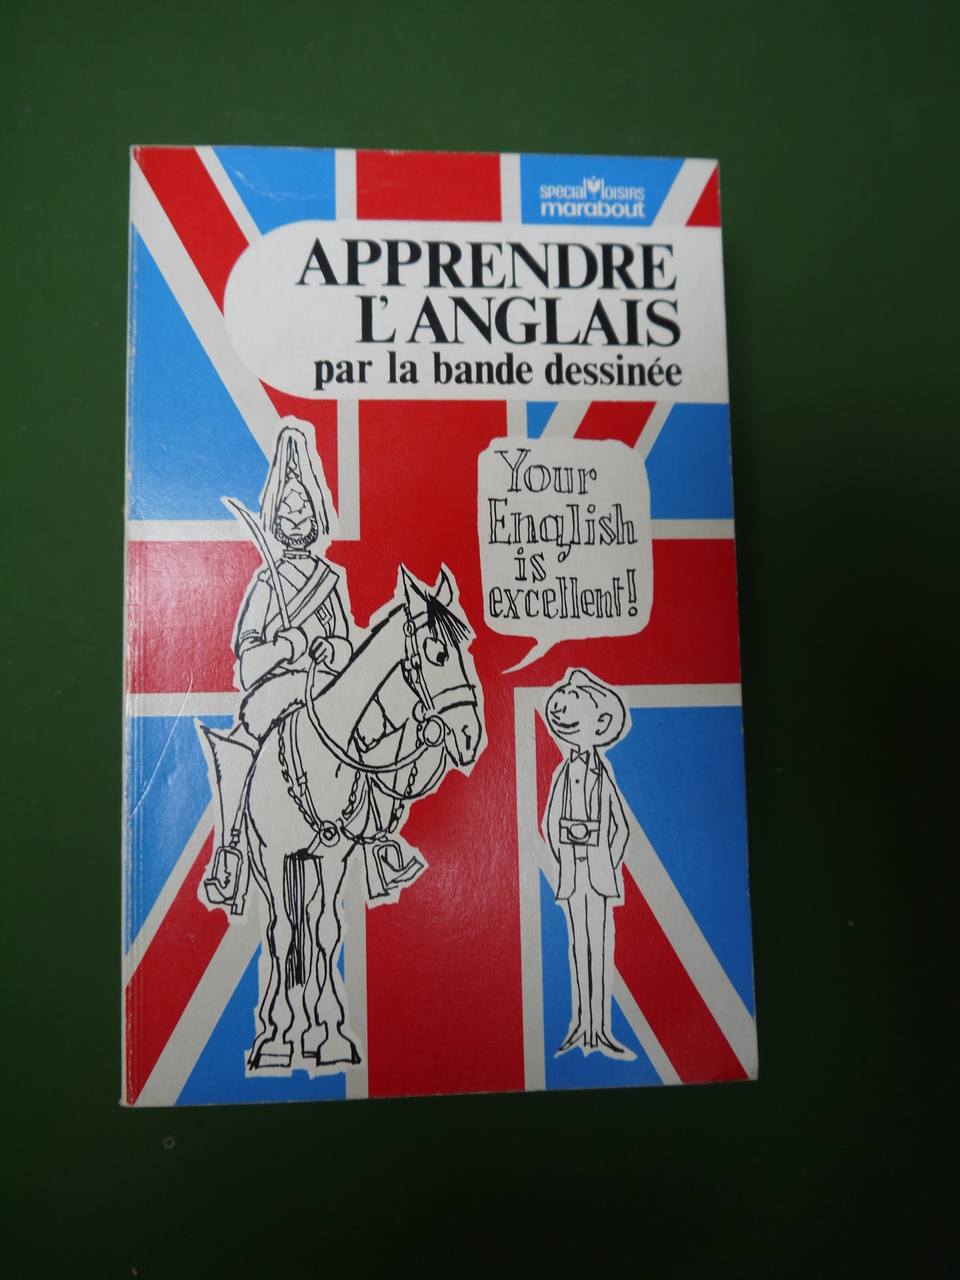 special loisirs
marabout
APPRENDRE
L'ANGLAIS
par la bande dessinée
Your
English
is
excellent!